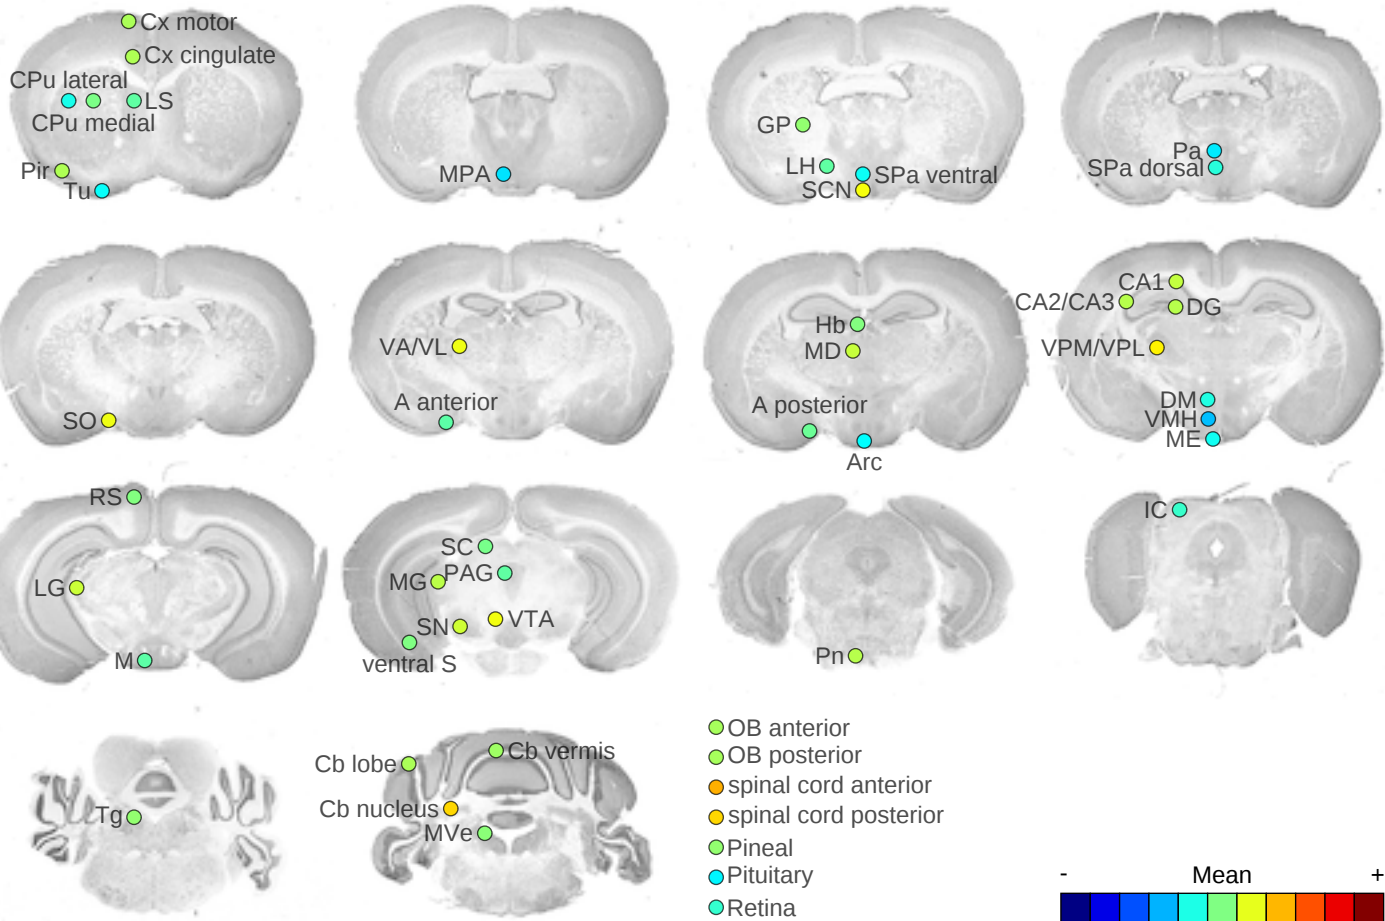 Cx motor
Cx cingulate
CPu lateral
LS
CPu medial
Pir
Tu
MPA
GP
LH
SPa ventral
SCN
Pa
SPa dorsal
SO
VA/VL
A anterior
Hb
MD
A posterior
Arc
CA1
CA2/CA3
DG
VPM/VPL
DM
VMH
ME
RS
LG
M
SC
PAG
MG
VTA
SN
ventral S
Pn
IC
Tg
Cb vermis
Cb lobe
Cb nucleus
MVe
OB anterior
OB posterior
spinal cord anterior
spinal cord posterior
Pineal
Pituitary
Retina
- Mean +